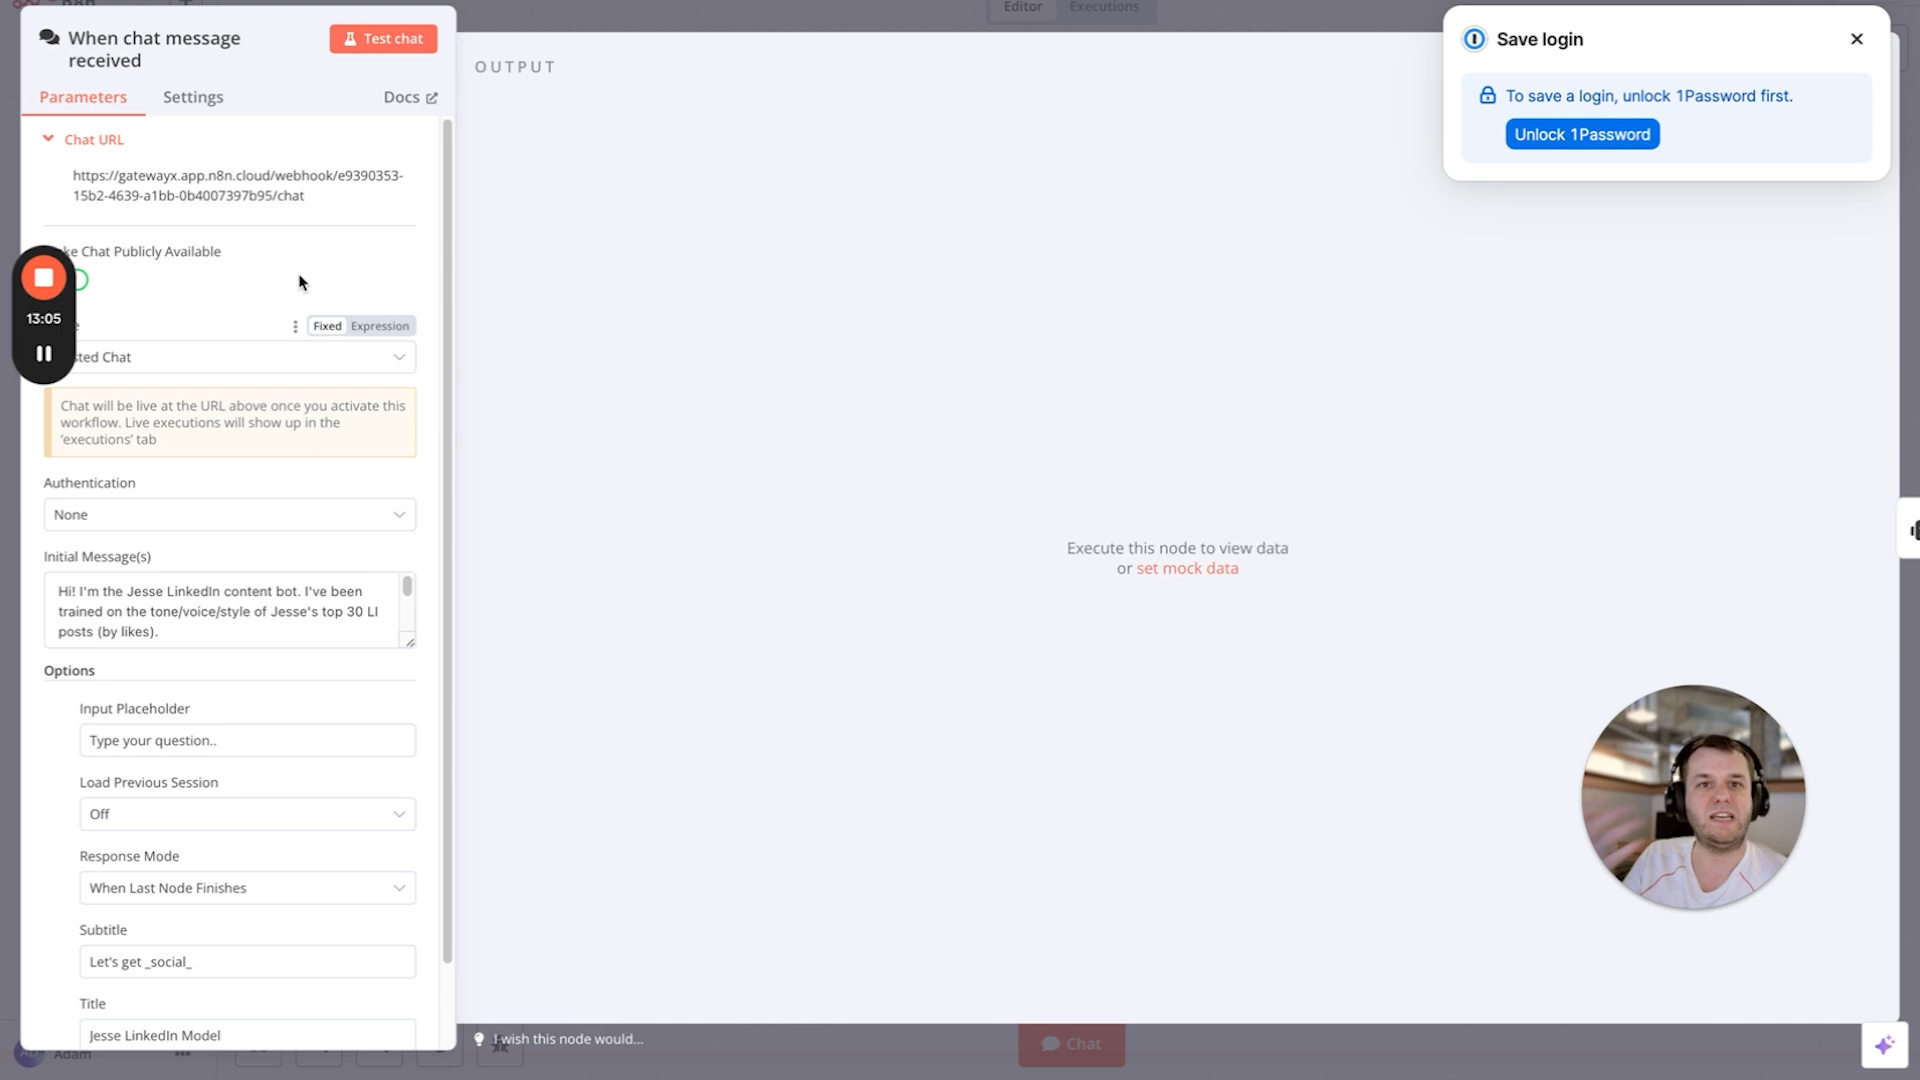 Editor
Executions
When chat message
received
Test chat
Parameters
Settings
Docs
Chat URL
https://gatewayx.app.n8n.cloud/webhook/e9390353-
15b2-4639-a1bb-0b4007397b95/chat
ke Chat Publicly Available
13:05
Fixed
Expression
sted Chat
Chat will be live at the URL above once you activate this
workflow. Live executions will show up in the
'executions' tab
Authentication
None
Initial Message(s)
Hi! I'm the Jesse LinkedIn content bot. I've been
trained on the tone/voice/style of Jesse's top 30 LI
posts (by likes).
Options
Input Placeholder
Type your question..
Load Previous Session
Off
Response Mode
When Last Node Finishes
Subtitle
Let's get _social_
Title
Jesse LinkedIn Model
Adam
OUTPUT
Execute this node to view data
or set mock data
I wish this node would...
Chat
Save login
To save a login, unlock 1Password first.
Unlock 1Password